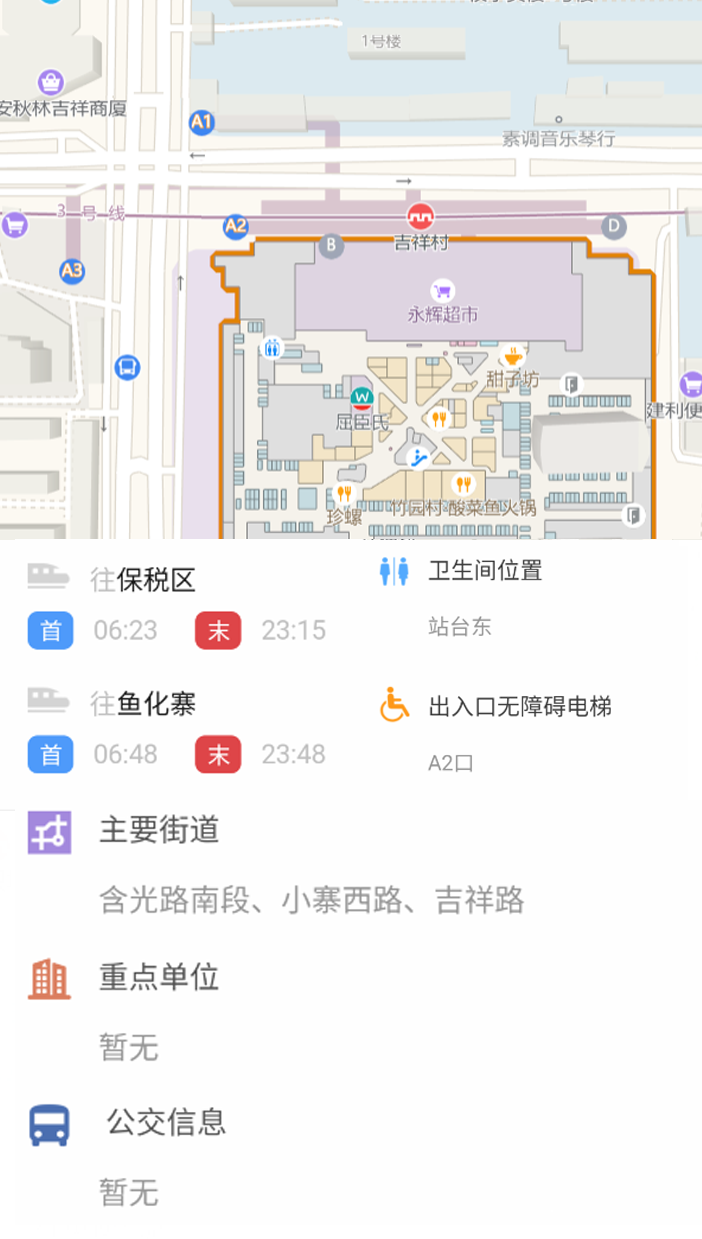 1号楼
安秋林吉祥商厦
A1
素调音乐琴行
3号线
A2
吉祥村
B
D
A3
永辉超市
甜子坊
W
屈臣氏
建利便
珍螺
竹园村·酸菜鱼火锅
往保税区
首 06:23 末 23:15
往鱼化寨
首 06:48 末 23:48
卫生间位置
站台东
出入口无障碍电梯
A2口
主要街道
含光路南段、小寨西路、吉祥路
重点单位
暂无
公交信息
暂无